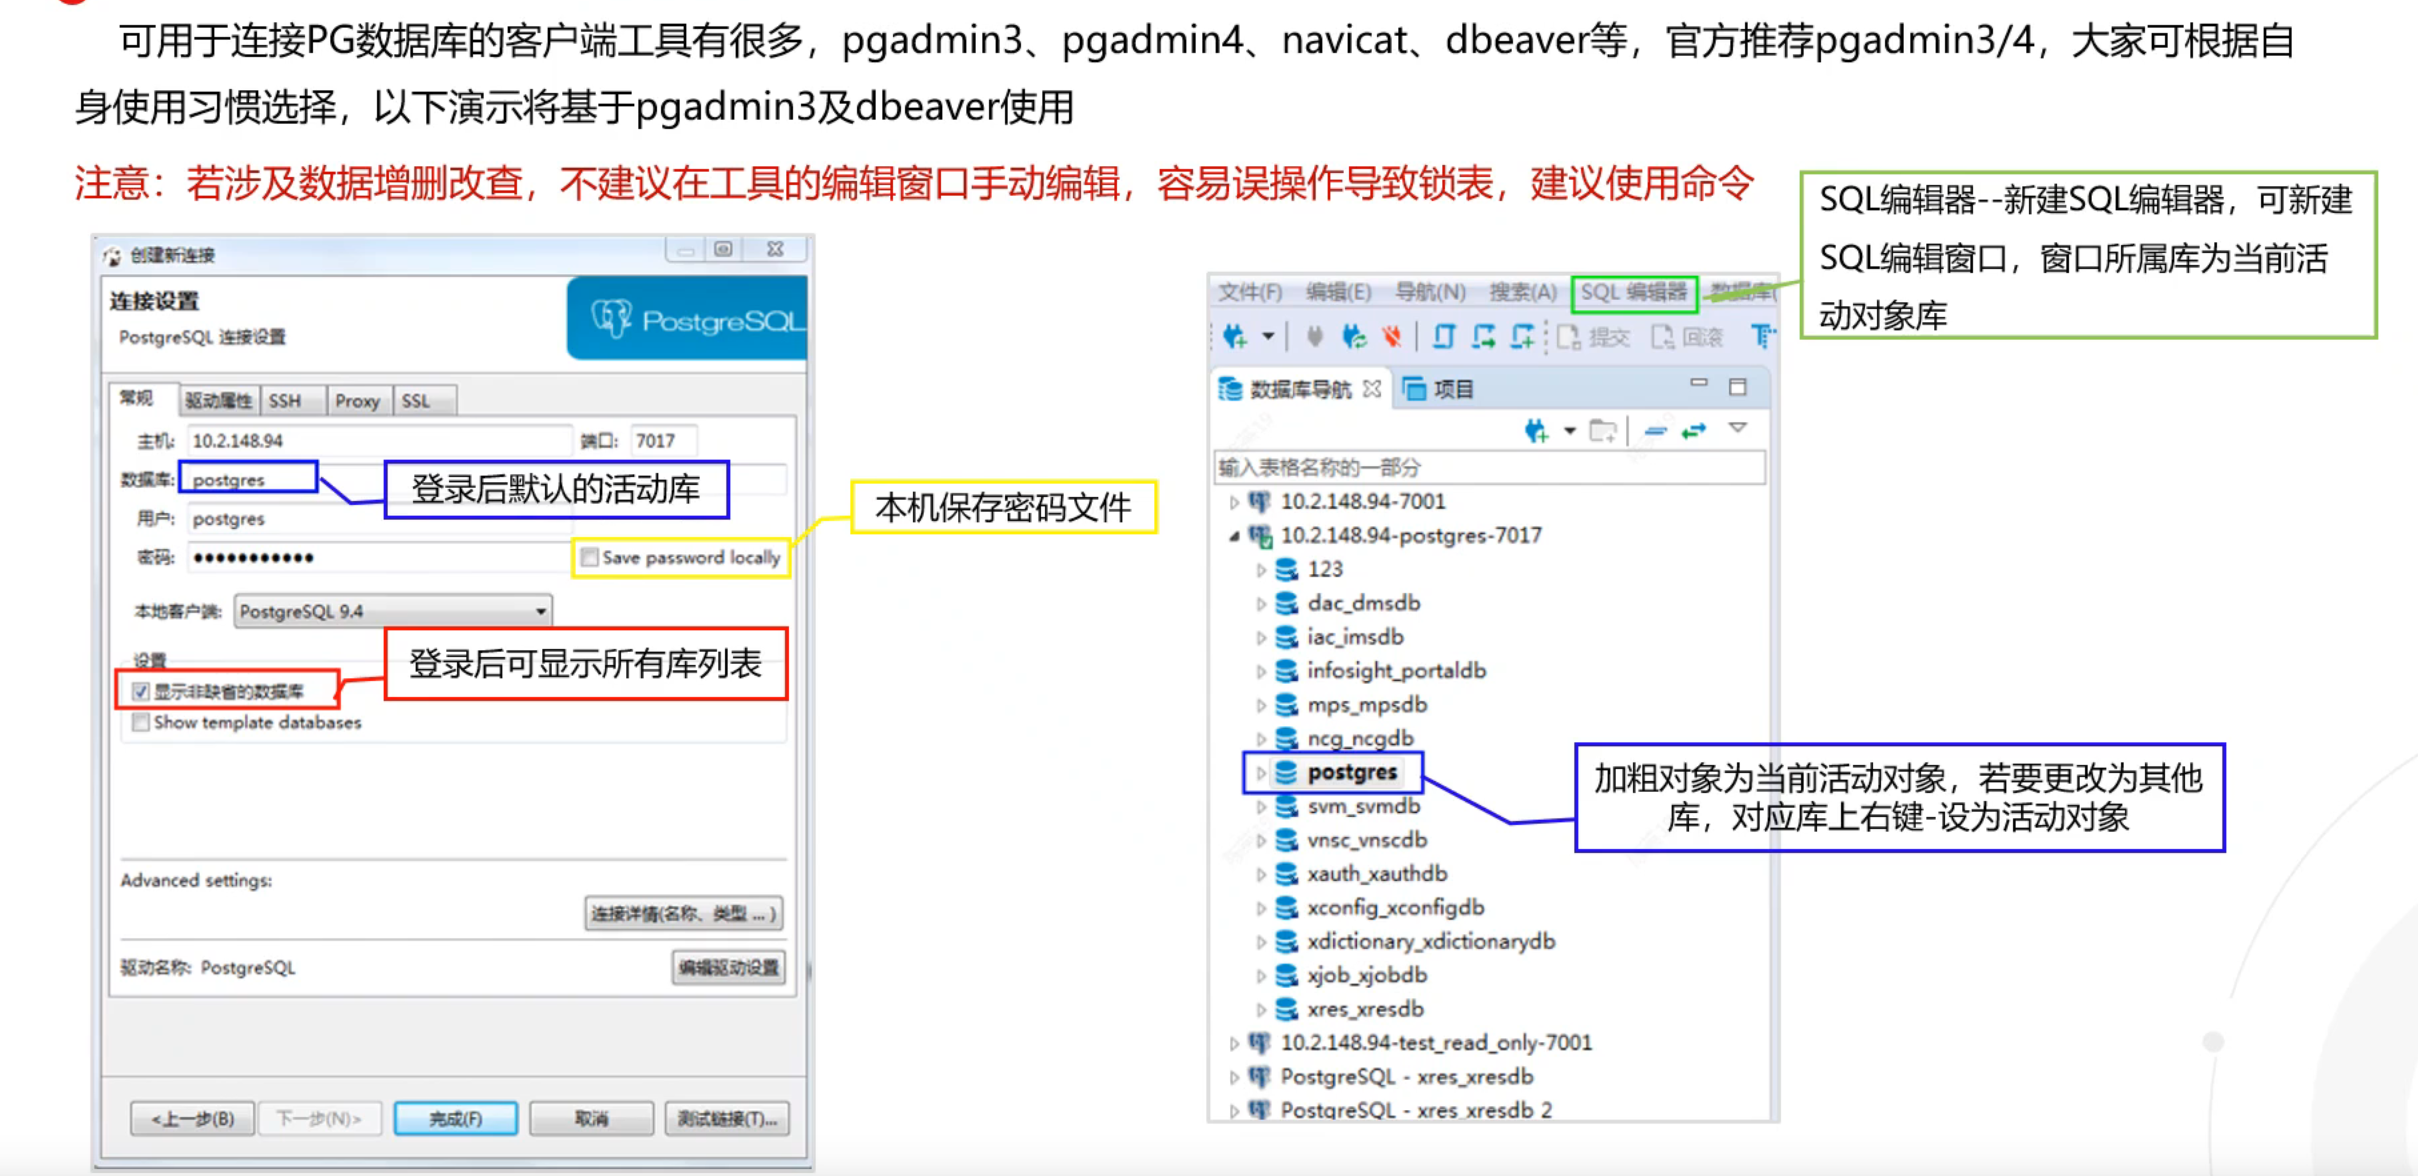 可用于连接PG数据库的客户端工具有很多，pgadmin3、pgadmin4、navicat、dbeaver等，官方推荐pgadmin3/4，大家可根据自
身使用习惯选择，以下演示将基于pgadmin3及dbeaver使用
注意：若涉及数据增删改查，不建议在工具的编辑窗口手动编辑，容易误操作导致锁表，建议使用命令
SQL编辑器--新建SQL编辑器，可新建
SQL编辑窗口，窗口所属库为当前活
动对象库
创建新连接
连接设置
PostgreSQL 连接设置
PostgreSQL
常规 驱动属性 SSH Proxy SSL
主机: 10.2.148.94 端口: 7017
数据库: postgres
登录后默认的活动库
用户: postgres
密码: ●●●●●●●●●●●
Save password locally
本机保存密码文件
本地客户端: PostgreSQL 9.4
设置
显示非缺省的数据库
登录后可显示所有库列表
Show template databases
Advanced settings:
连接详情(名称、类型 ... )
驱动名称: PostgreSQL
编辑驱动设置
<上一步(B)
下一步(N)>
完成(F)
取消
测试链接(T)...
文件(F) 编辑(E) 导航(N) 搜索(A) SQL 编辑器 数据库(
提交 回滚
数据库导航 项目
输入表格名称的一部分
10.2.148.94-7001
10.2.148.94-postgres-7017
123
dac_dmsdb
iac_imsdb
infosight_portaldb
mps_mpsdb
ncg_ncgdb
postgres
加粗对象为当前活动对象，若要更改为其他
库，对应库上右键-设为活动对象
svm_svmdb
vnsc_vnscdb
xauth_xauthdb
xconfig_xconfigdb
xdictionary_xdictionarydb
xjob_xjobdb
xres_xresdb
10.2.148.94-test_read_only-7001
PostgreSQL - xres_xresdb
PostgreSQL - xres_xresdb 2